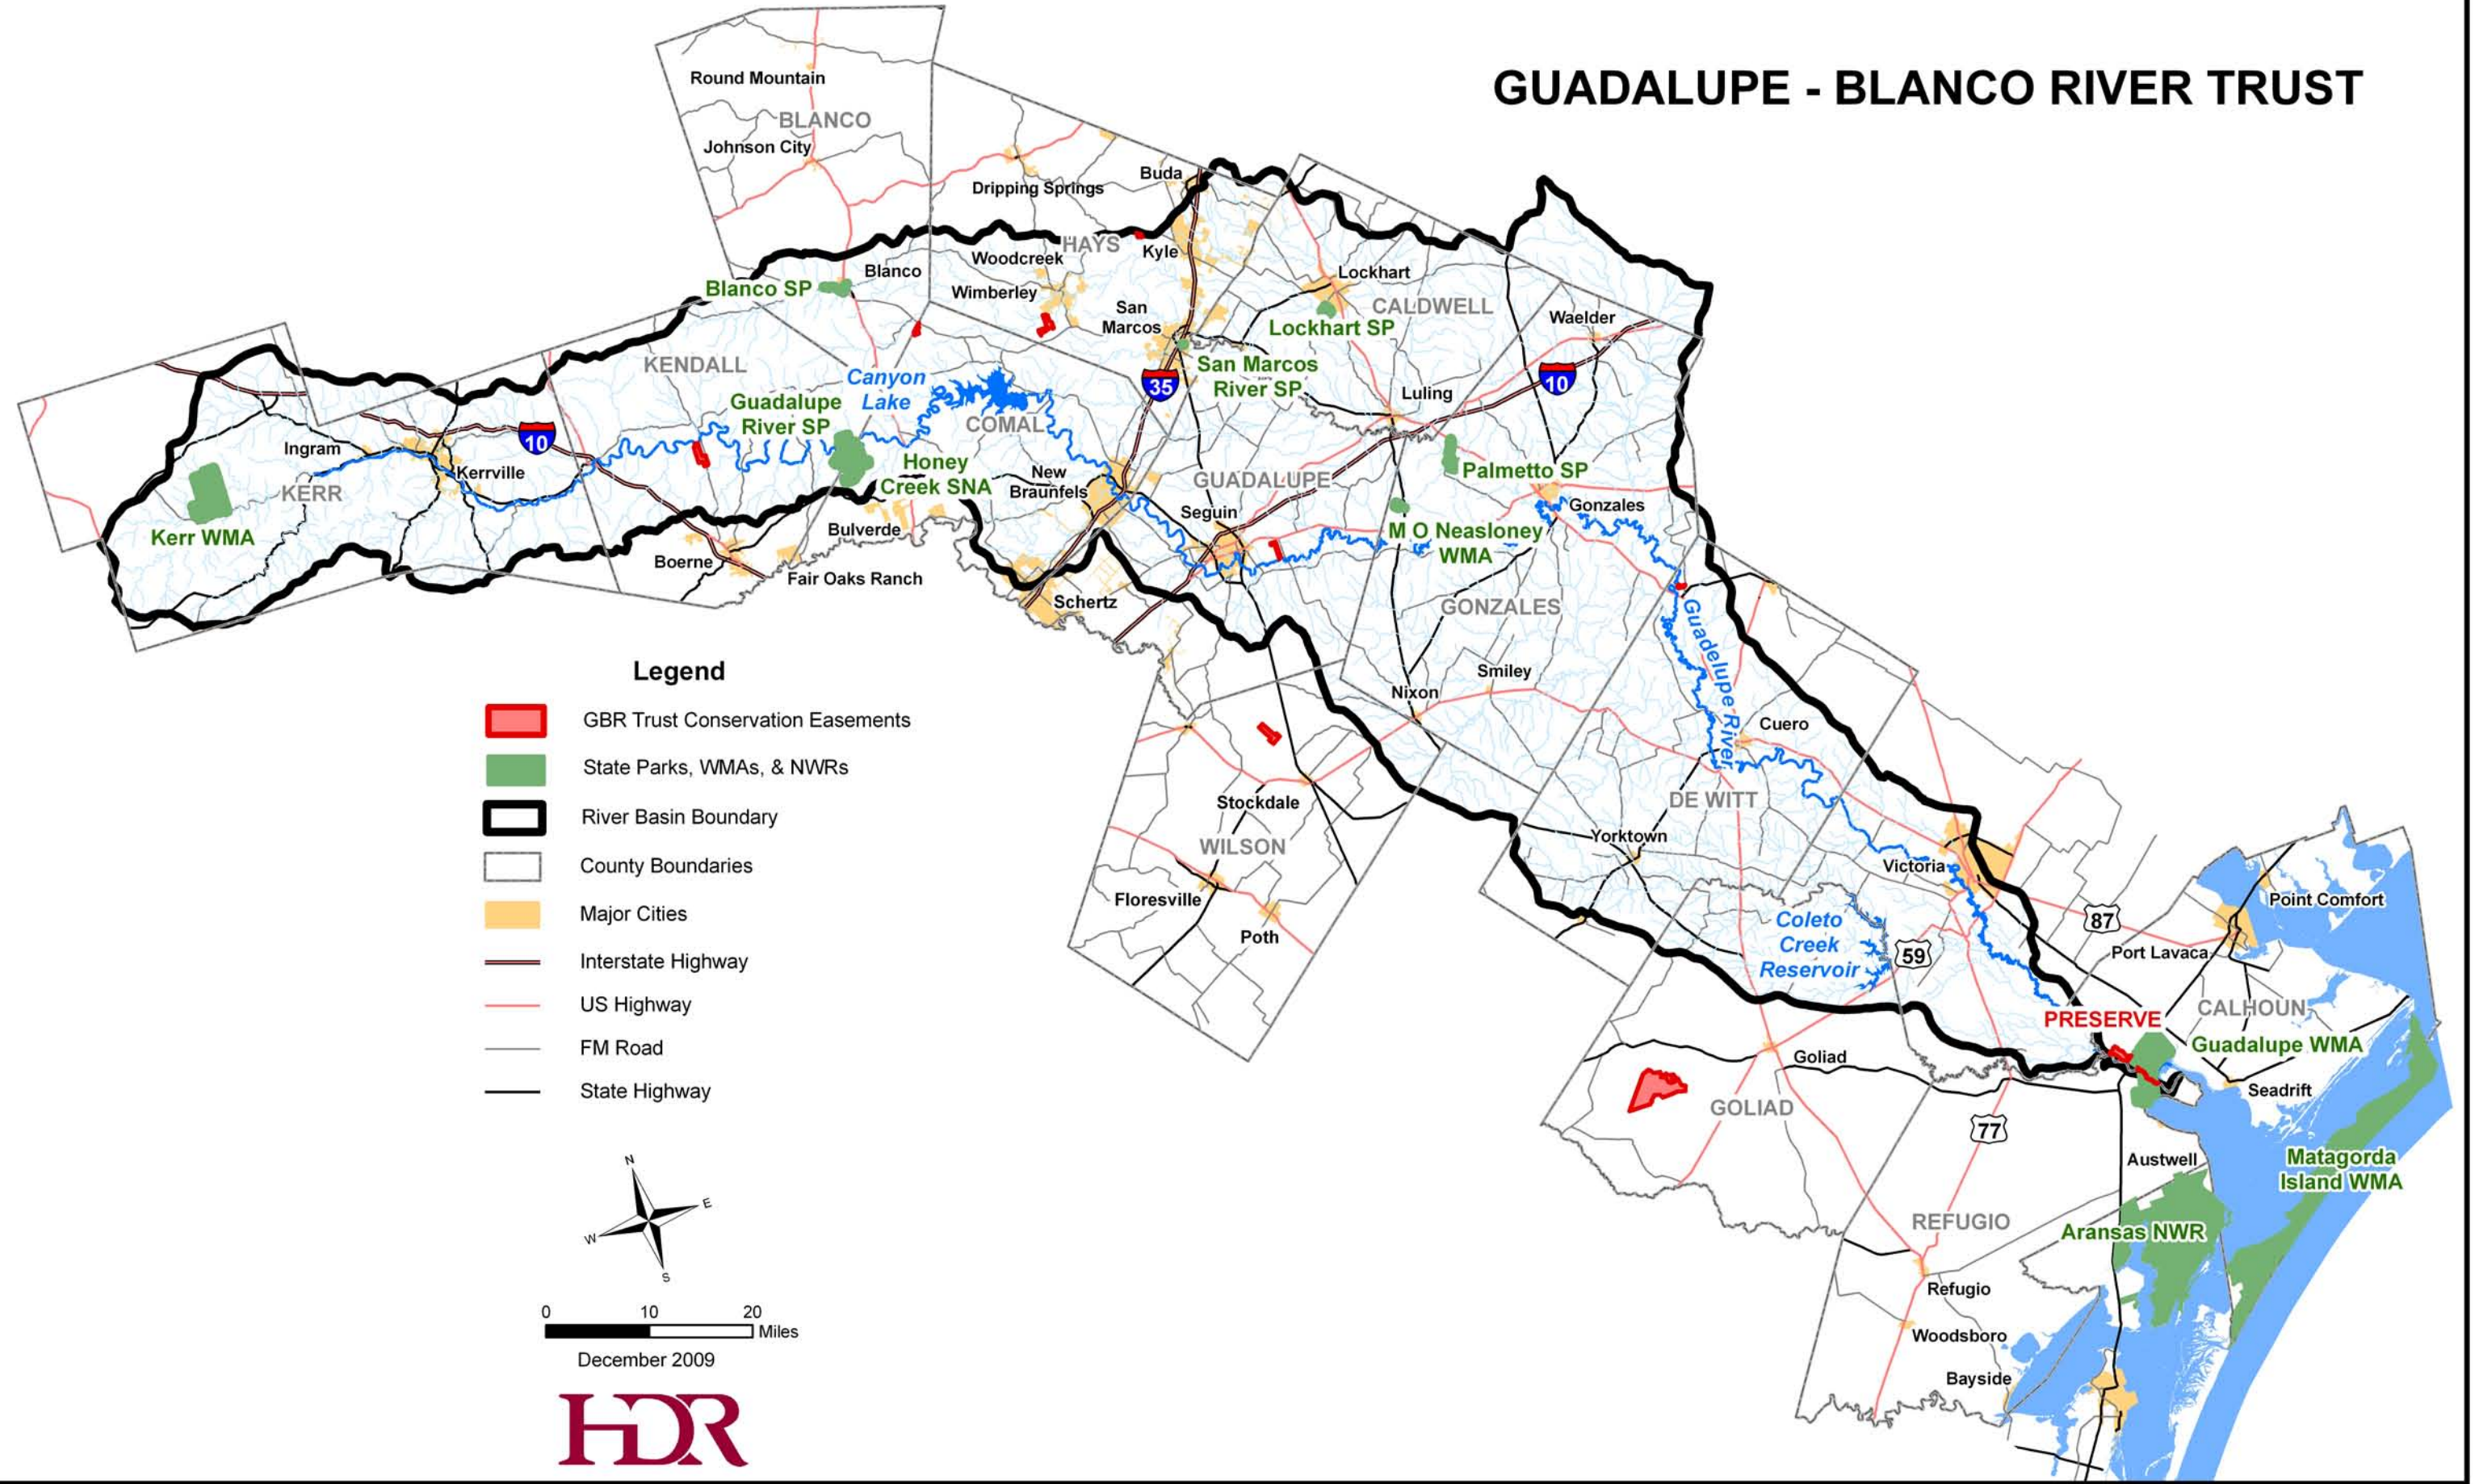 GUADALUPE - BLANCO RIVER TRUST
Round Mountain
BLANCO
Johnson City
Dripping Springs
Buda
HAYS
Woodcreek
Kyle
Blanco
Blanco SP
Wimberley
San
Marcos
Lockhart
CALDWELL
Lockhart SP
Waelder
KENDALL
Canyon
Lake
San Marcos
River SP
35
10
Luling
Guadalupe
River SP
COMAL
10
Ingram
Kerrville
KERR
Kerr WMA
Honey
Creek SNA
New
Braunfels
GUADALUPE
Palmetto SP
Gonzales
Seguin
M O Neasloney
WMA
Bulverde
Boerne
Fair Oaks Ranch
Schertz
GONZALES
Guadelupe River
Smiley
Nixon
Cuero
DE WITT
Stockdale
WILSON
Yorktown
Victoria
Floresville
Poth
Coleto
Creek
Reservoir
59
87
Point Comfort
Port Lavaca
CALHOUN
PRESERVE
Guadalupe WMA
Goliad
Seadrift
GOLIAD
77
Austwell
Matagorda
Island WMA
REFUGIO
Aransas NWR
Refugio
Woodsboro
Bayside
Legend
GBR Trust Conservation Easements
State Parks, WMAs, & NWRs
River Basin Boundary
County Boundaries
Major Cities
Interstate Highway
US Highway
FM Road
State Highway
N
E
W
S
0 10 20
Miles
December 2009
HDR